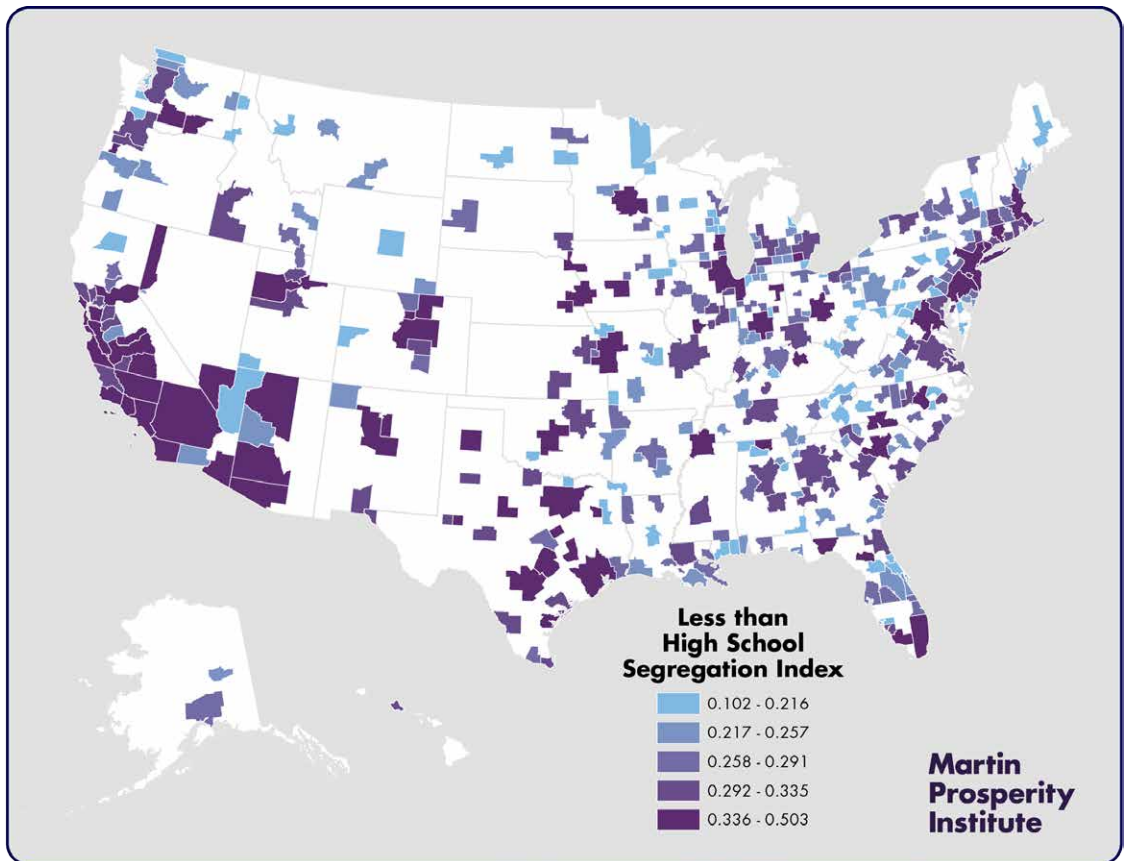 Less than
High School
Segregation Index
0.102 - 0.216
0.217 - 0.257
0.258 - 0.291
0.292 - 0.335
0.336 - 0.503
Martin
Prosperity
Institute